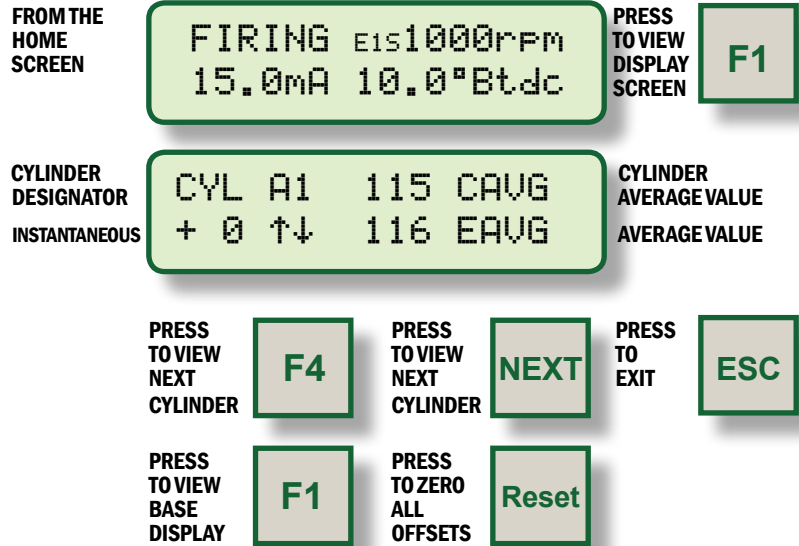 FROM THE
HOME
SCREEN
FIRING E1S1000rpm
15.0mA 10.0°Btdc
PRESS
TO VIEW
DISPLAY
SCREEN
F1
CYLINDER
DESIGNATOR
INSTANTANEOUS
CYL A1 115 CAVG
+ 0 ↑↓ 116 EAVG
CYLINDER
AVERAGE VALUE
AVERAGE VALUE
PRESS
TO VIEW
NEXT
CYLINDER
F4
PRESS
TO VIEW
NEXT
CYLINDER
NEXT
PRESS
TO
EXIT
ESC
PRESS
TO VIEW
BASE
DISPLAY
F1
PRESS
TO ZERO
ALL
OFFSETS
Reset